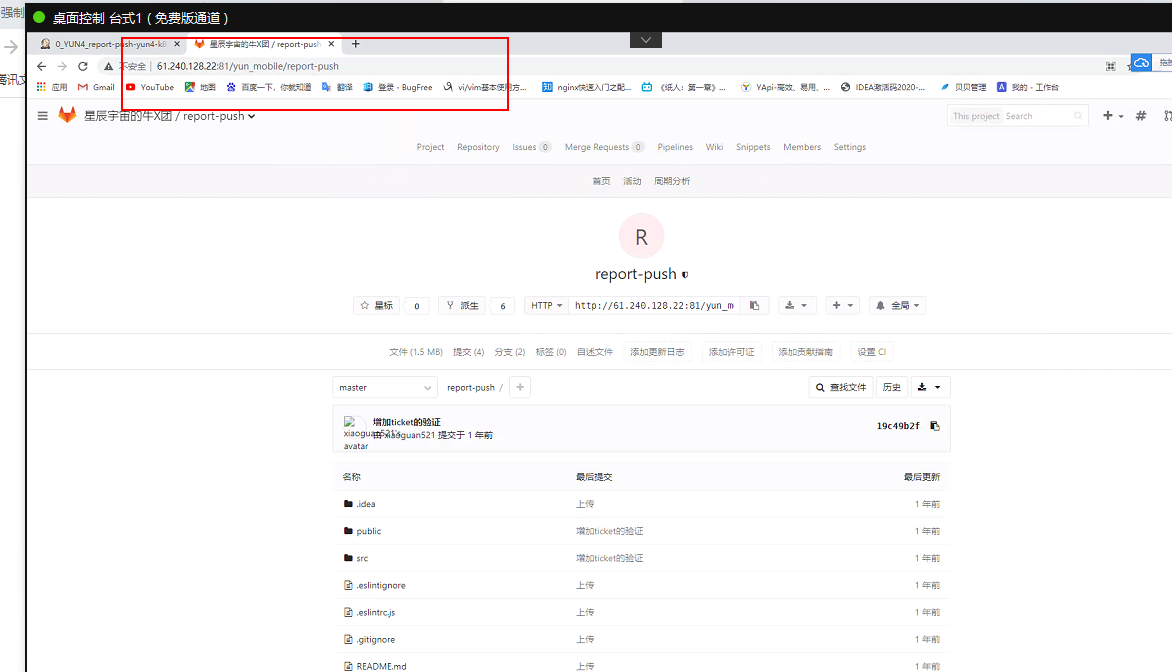 强制
桌面控制 台式1 ( 免费版通道 )
0_YUN4_report-push-yun4-k8 × 星辰宇宙的牛X团 / report-push × +
不安全 | 61.240.128.22:81/yun_mobile/report-push
应用 Gmail YouTube 地图 百度一下，你就知道 翻译 登录 - BugFree vi/vim基本使用方... nginx快速入门之配... 《纸人：第一章》... YApi-高效、易用、... IDEA激活码2020-... 贝贝管理 我的 - 工作台
腾讯文
星辰宇宙的牛X团 / report-push This project Search
Project Repository Issues 0 Merge Requests 0 Pipelines Wiki Snippets Members Settings
首页 活动 周期分析
R
report-push
星标 0 派生 6 HTTP http://61.240.128.22:81/yun_m 全局
文件 (1.5 MB) 提交 (4) 分支 (2) 标签 (0) 自述文件 添加更新日志 添加许可证 添加贡献指南 设置 CI
master report-push / + 查找文件 历史
增加ticket的验证
xiaoguan521's avatar
由 xiaoguan521 提交于 1 年前
19c49b2f
名称 最后提交 最后更新
.idea 上传 1 年前
public 增加ticket的验证 1 年前
src 增加ticket的验证 1 年前
.eslintignore 上传 1 年前
.eslintrc.js 上传 1 年前
.gitignore 上传 1 年前
README.md 上传 1 年前